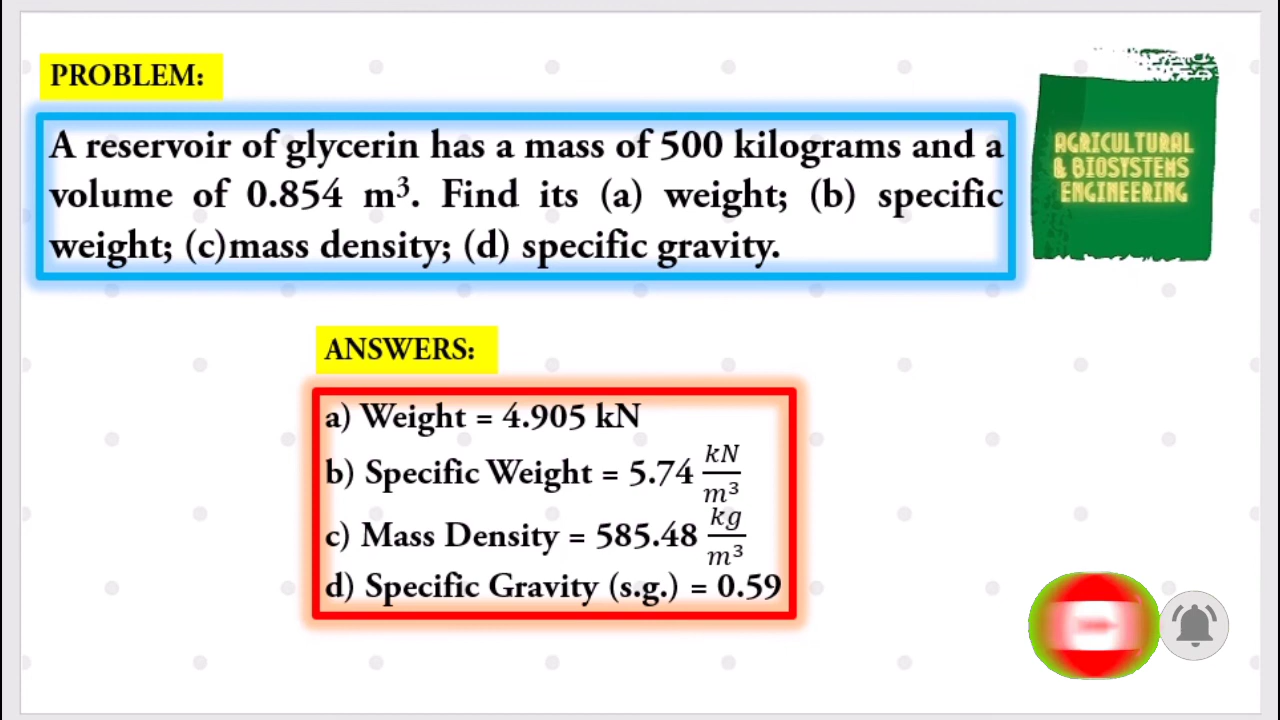 PROBLEM:
A reservoir of glycerin has a mass of 500 kilograms and a
volume of 0.854 m³. Find its (a) weight; (b) specific
weight; (c)mass density; (d) specific gravity.
AGRICULTURAL
& BIOSYSTEMS
ENGINEERING
ANSWERS:
a) Weight = 4.905 kN
b) Specific Weight = 5.74 kN/m³
c) Mass Density = 585.48 kg/m³
d) Specific Gravity (s.g.) = 0.59